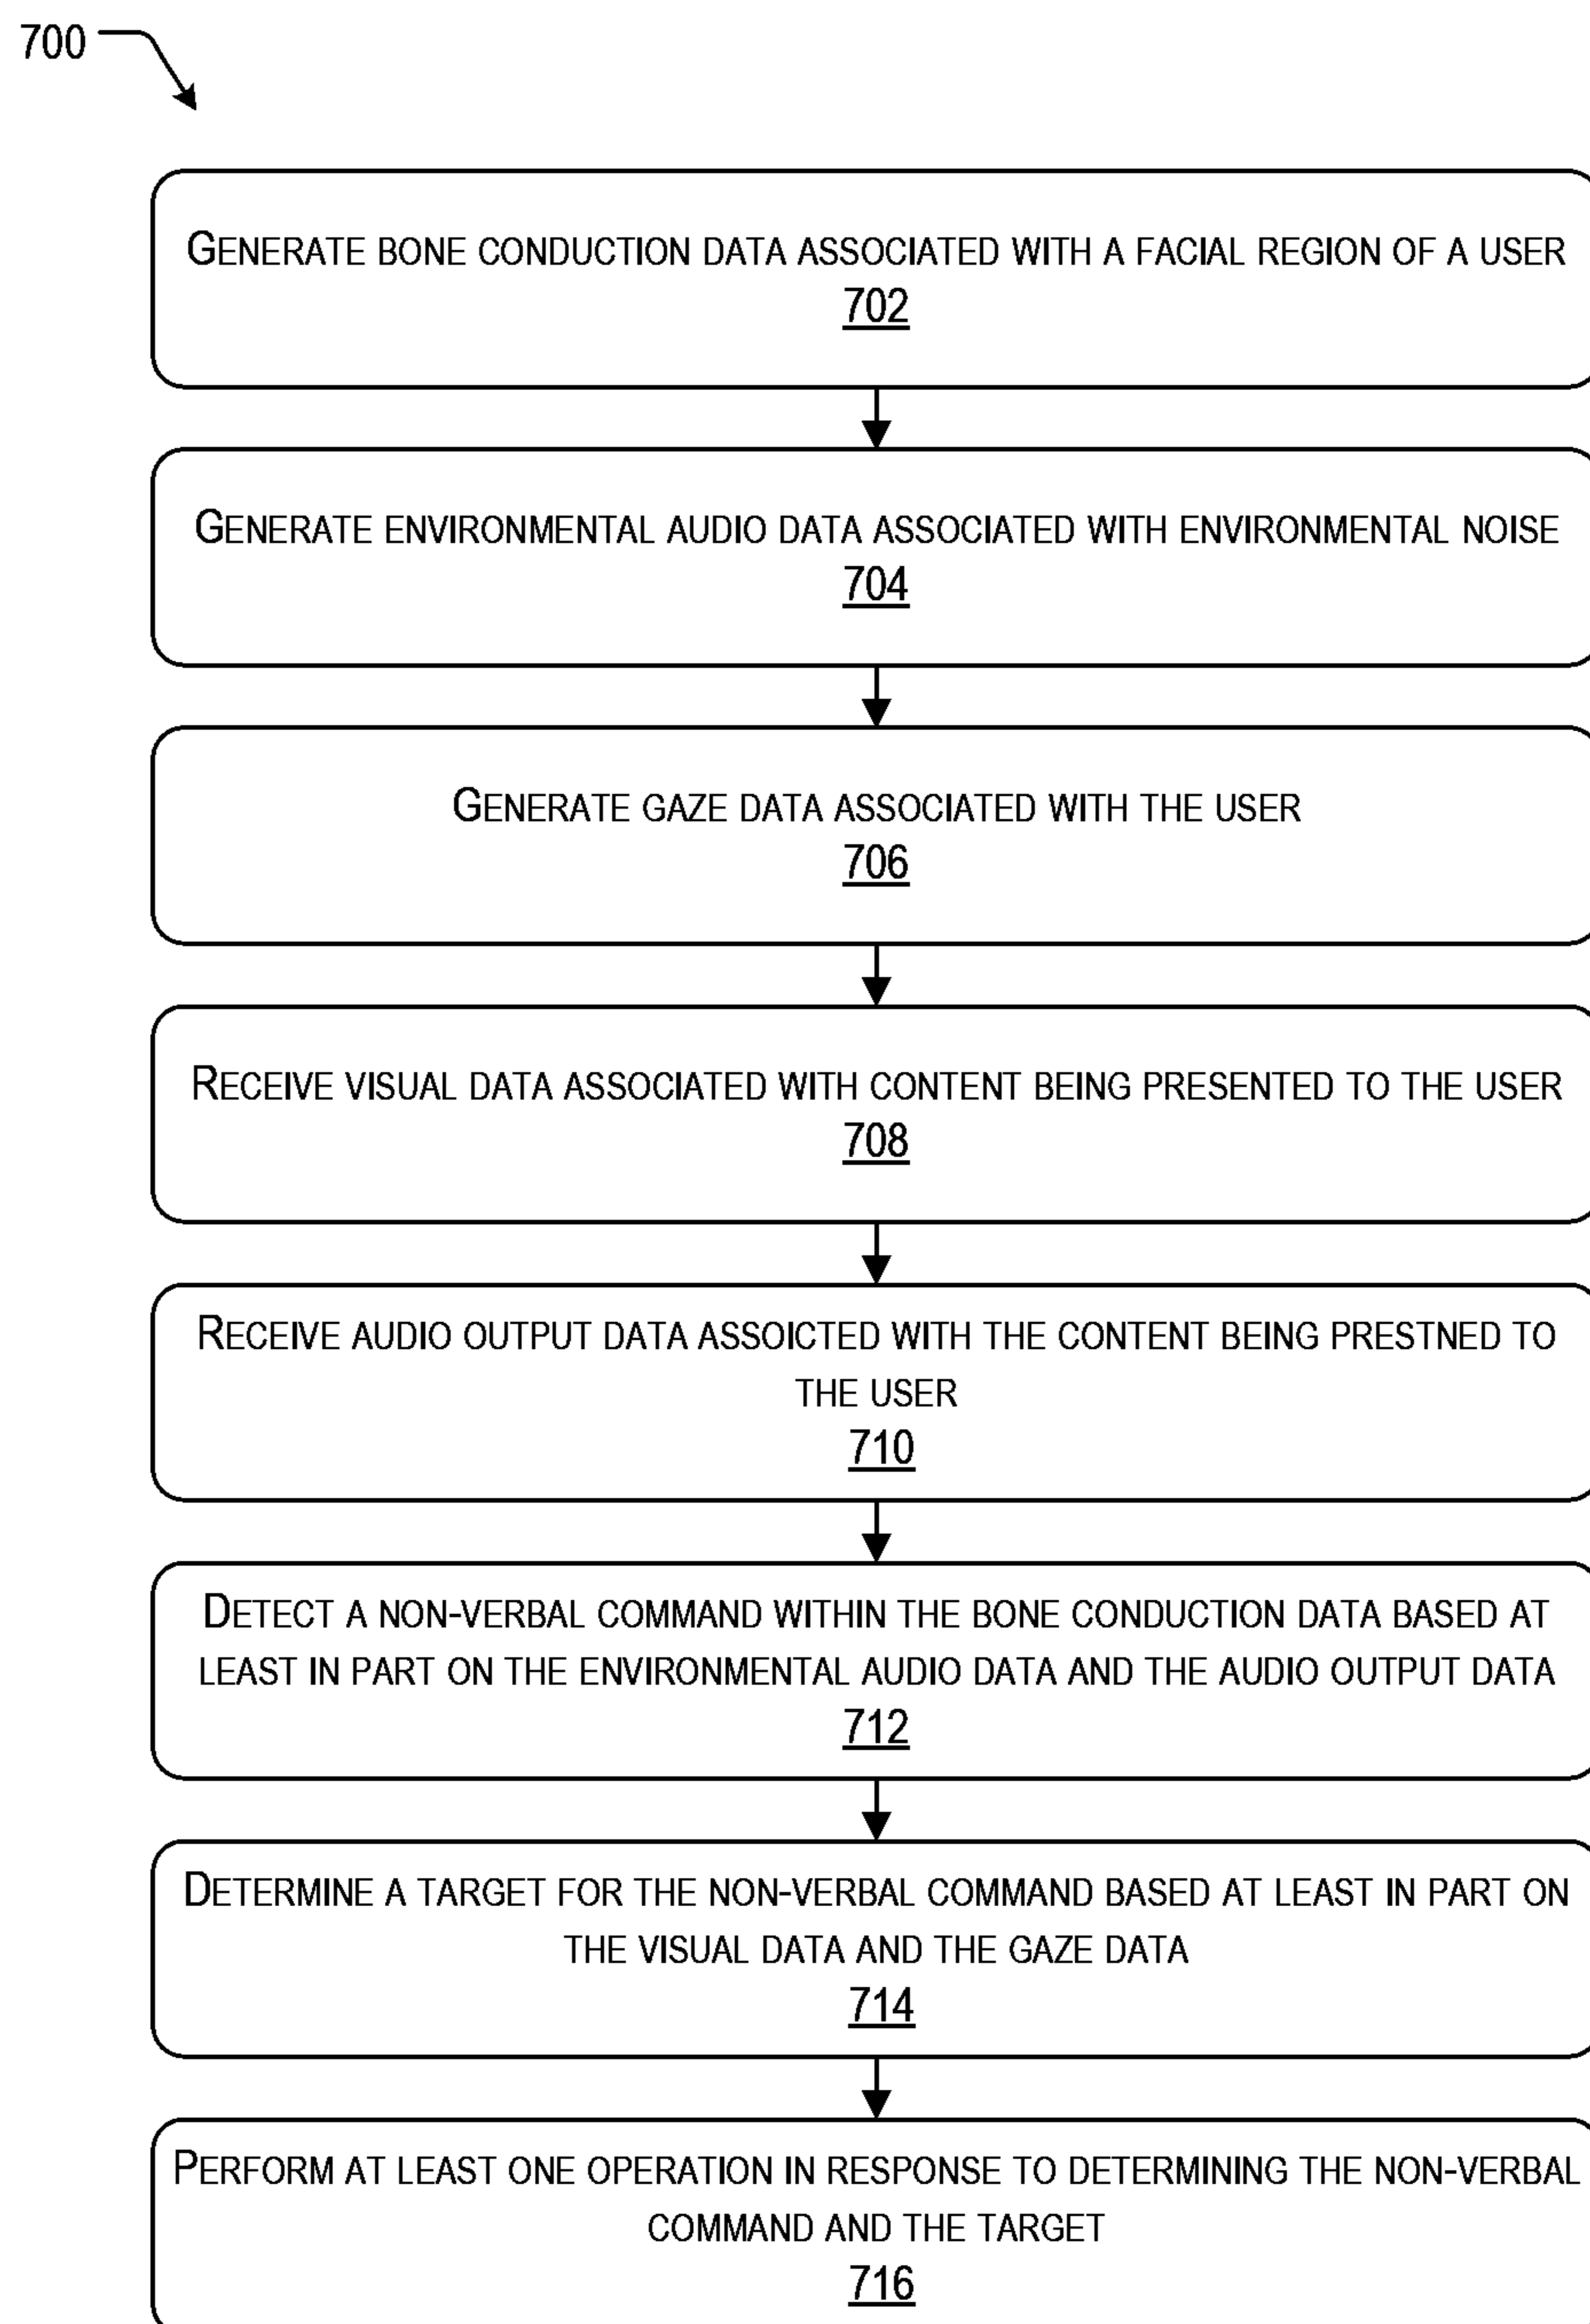 700
GENERATE BONE CONDUCTION DATA ASSOCIATED WITH A FACIAL REGION OF A USER
702
GENERATE ENVIRONMENTAL AUDIO DATA ASSOCIATED WITH ENVIRONMENTAL NOISE
704
GENERATE GAZE DATA ASSOCIATED WITH THE USER
706
RECEIVE VISUAL DATA ASSOCIATED WITH CONTENT BEING PRESENTED TO THE USER
708
RECEIVE AUDIO OUTPUT DATA ASSOICTED WITH THE CONTENT BEING PRESTNED TO
THE USER
710
DETECT A NON-VERBAL COMMAND WITHIN THE BONE CONDUCTION DATA BASED AT
LEAST IN PART ON THE ENVIRONMENTAL AUDIO DATA AND THE AUDIO OUTPUT DATA
712
DETERMINE A TARGET FOR THE NON-VERBAL COMMAND BASED AT LEAST IN PART ON
THE VISUAL DATA AND THE GAZE DATA
714
PERFORM AT LEAST ONE OPERATION IN RESPONSE TO DETERMINING THE NON-VERBAL
COMMAND AND THE TARGET
716